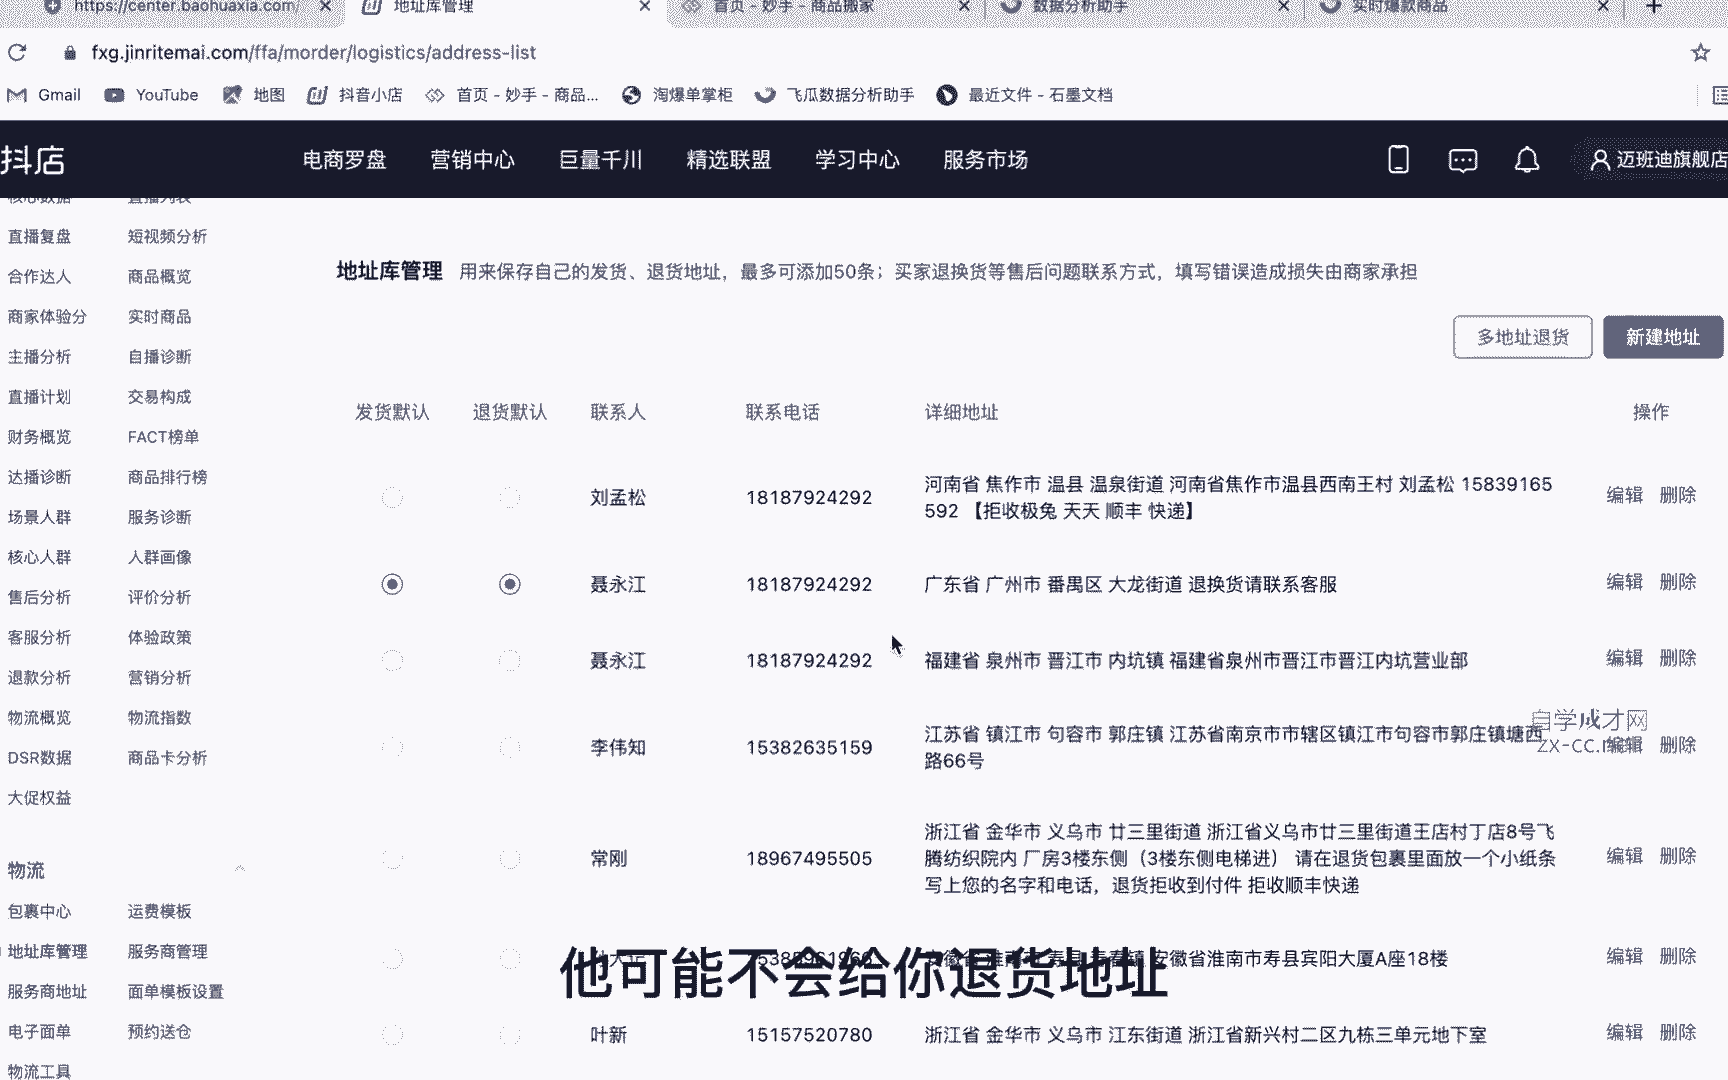 https://center.baohuaxia.com/
地址库管理
首页 - 妙手 - 商品搬家
数据分析助手
实时爆款商品
fxg.jinritemai.com/ffa/morder/logistics/address-list
Gmail
YouTube
地图
抖音小店
首页 - 妙手 - 商品...
淘爆单掌柜
飞瓜数据分析助手
最近文件 - 石墨文档
抖店
电商罗盘
营销中心
巨量千川
精选联盟
学习中心
服务市场
迈班迪旗舰店
核心数据 直播列表
直播复盘 短视频分析
合作达人 商品概览
商家体验分 实时商品
主播分析 自播诊断
直播计划 交易构成
财务概览 FACT榜单
达播诊断 商品排行榜
场景人群 服务诊断
核心人群 人群画像
售后分析 评价分析
客服分析 体验政策
退款分析 营销分析
物流概览 物流指数
DSR数据 商品卡分析
大促权益
物流
包裹中心 运费模板
地址库管理 服务商管理
服务商地址 面单模板设置
电子面单 预约送仓
物流工具
地址库管理 用来保存自己的发货、退货地址，最多可添加50条；买家退换货等售后问题联系方式，填写错误造成损失由商家承担
多地址退货 新建地址
发货默认 退货默认 联系人 联系电话 详细地址 操作
刘孟松 18187924292 河南省 焦作市 温县 温泉街道 河南省焦作市温县西南王村 刘孟松 15839165
592 【拒收极兔 天天 顺丰 快递】 编辑 删除
聂永江 18187924292 广东省 广州市 番禺区 大龙街道 退换货请联系客服 编辑 删除
聂永江 18187924292 福建省 泉州市 晋江市 内坑镇 福建省泉州市晋江市晋江内坑营业部 编辑 删除
李伟知 15382635159 江苏省 镇江市 句容市 郭庄镇 江苏省南京市市辖区镇江市句容市郭庄镇塘西
路66号 编辑 删除
自学成才网
常刚 18967495505 浙江省 金华市 义乌市 廿三里街道 浙江省义乌市廿三里街道王店村丁店8号飞
腾纺织院内 厂房3楼东侧（3楼东侧电梯进） 请在退货包裹里面放一个小纸条
写上您的名字和电话，退货拒收到付件 拒收顺丰快递 编辑 删除
安徽省淮南市寿县宾阳大厦A座18楼 编辑 删除
他可能不会给你退货地址
叶新 15157520780 浙江省 金华市 义乌市 江东街道 浙江省新兴村二区九栋三单元地下室 编辑 删除